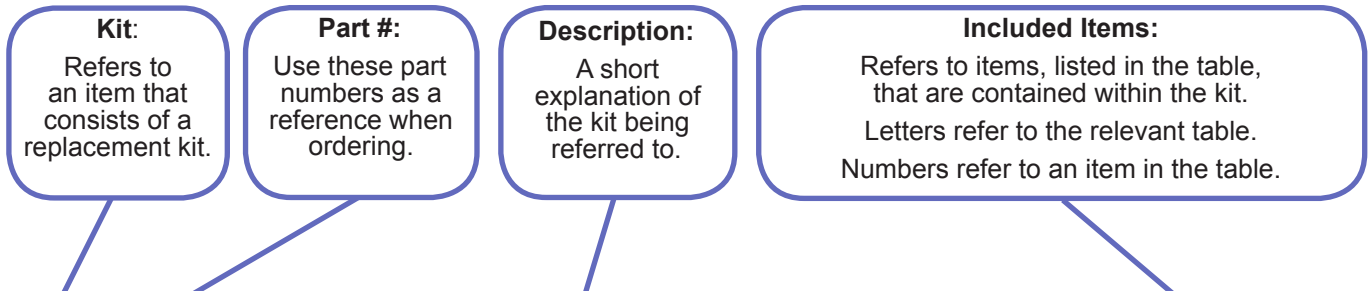 Kit:
Refers to
an item that
consists of a
replacement kit.
Part #:
Use these part
numbers as a
reference when
ordering.
Description:
A short
explanation of
the kit being
referred to.
Included Items:
Refers to items, listed in the table,
that are contained within the kit.
Letters refer to the relevant table.
Numbers refer to an item in the table.